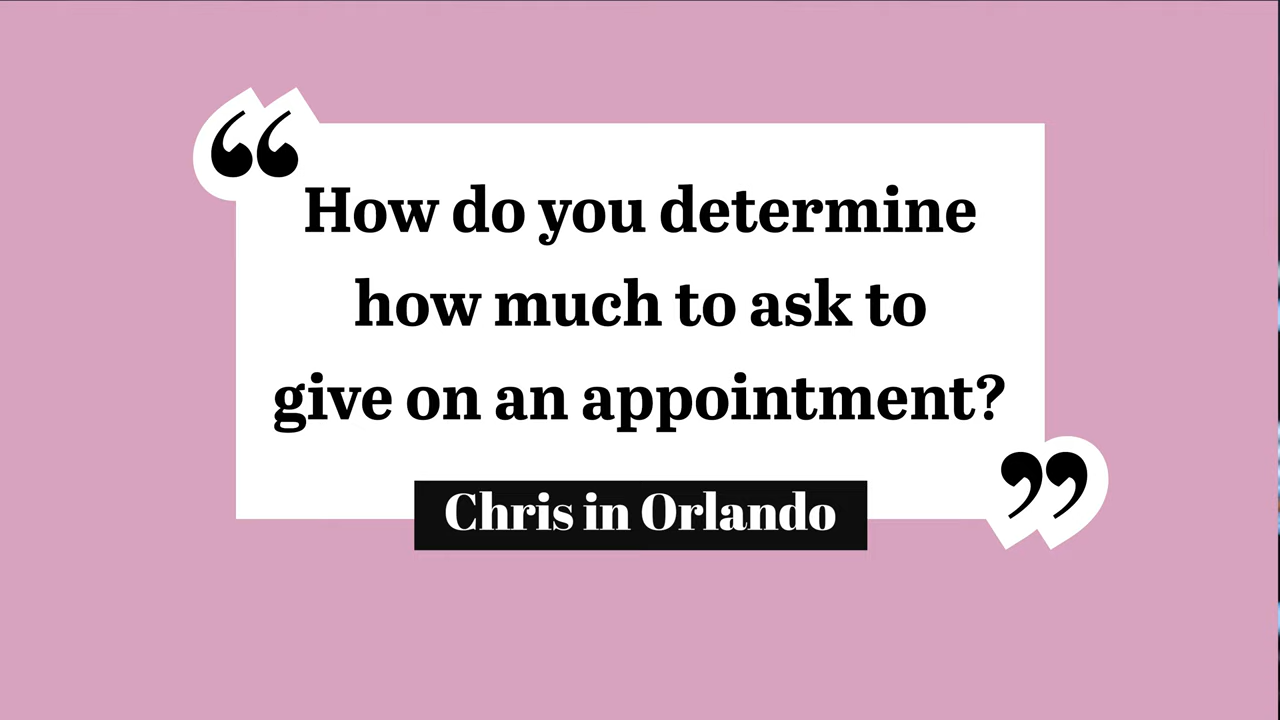 “
How do you determine
how much to ask to
give on an appointment?
”
Chris in Orlando